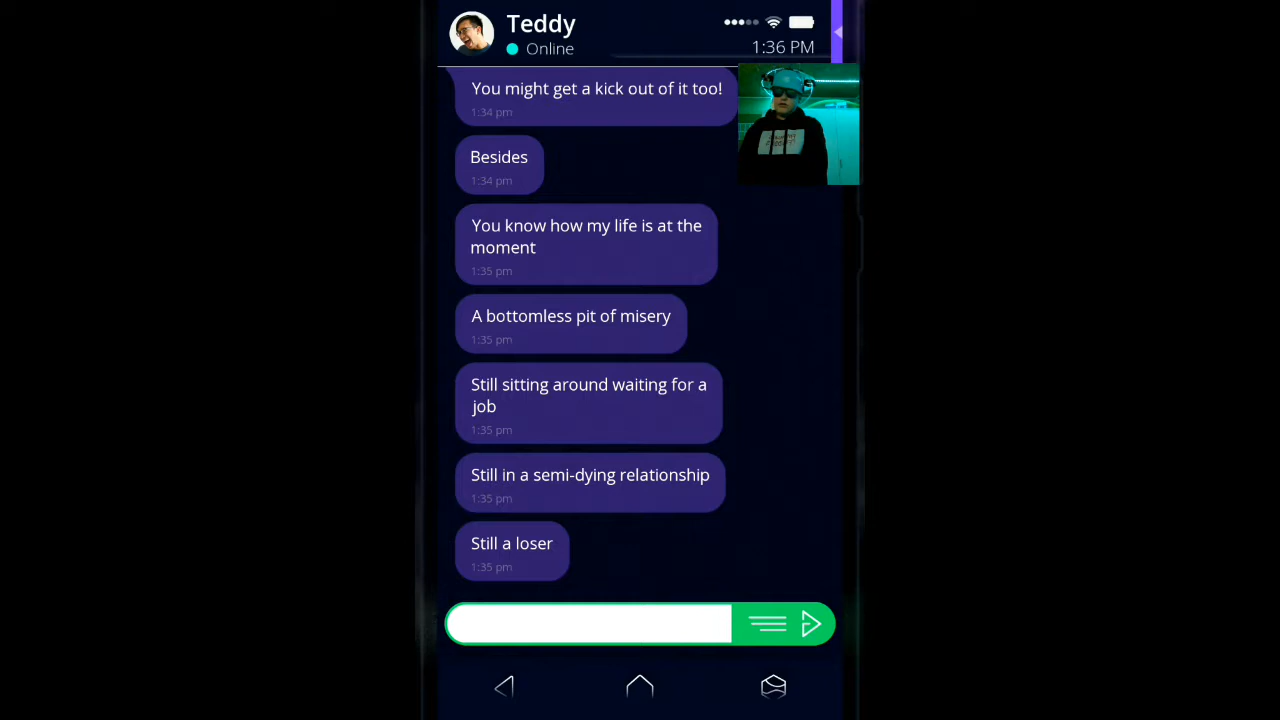 Teddy
Online
1:36 PM
You might get a kick out of it too!
1:34 pm
Besides
1:34 pm
You know how my life is at the
moment
1:35 pm
A bottomless pit of misery
1:35 pm
Still sitting around waiting for a
job
1:35 pm
Still in a semi-dying relationship
1:35 pm
Still a loser
1:35 pm